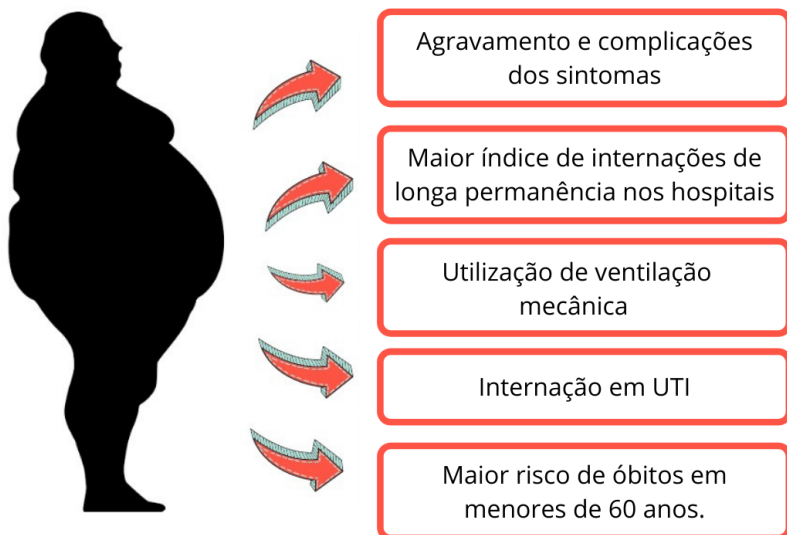 Agravamento e complicações
dos sintomas
Maior índice de internações de
longa permanência nos hospitais
Utilização de ventilação
mecânica
Internação em UTI
Maior risco de óbitos em
menores de 60 anos.